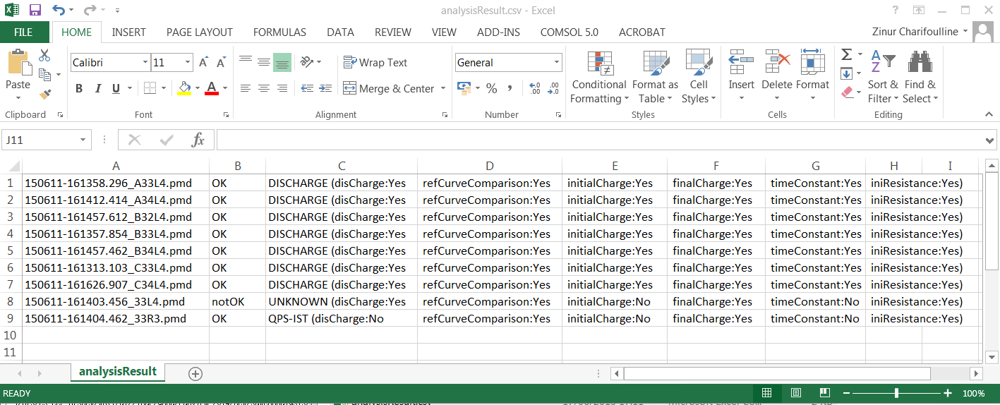 analysisResult.csv - Excel
?
FILE HOME INSERT PAGE LAYOUT FORMULAS DATA REVIEW VIEW ADD-INS COMSOL 5.0 ACROBAT Zinur Charifoulline
Calibri 11 Wrap Text General
Paste B I U A Merge & Center % , Conditional Formatting Format as Table Cell Styles Insert Delete Format Sort & Filter Find & Select
Clipboard Font Alignment Number Styles Cells Editing
J11 fx
A B C D E F G H I
1 150611-161358.296_A33L4.pmd OK DISCHARGE (disCharge:Yes refCurveComparison:Yes initialCharge:Yes finalCharge:Yes timeConstant:Yes iniResistance:Yes)
2 150611-161412.414_A34L4.pmd OK DISCHARGE (disCharge:Yes refCurveComparison:Yes initialCharge:Yes finalCharge:Yes timeConstant:Yes iniResistance:Yes)
3 150611-161457.612_B32L4.pmd OK DISCHARGE (disCharge:Yes refCurveComparison:Yes initialCharge:Yes finalCharge:Yes timeConstant:Yes iniResistance:Yes)
4 150611-161357.854_B33L4.pmd OK DISCHARGE (disCharge:Yes refCurveComparison:Yes initialCharge:Yes finalCharge:Yes timeConstant:Yes iniResistance:Yes)
5 150611-161457.462_B34L4.pmd OK DISCHARGE (disCharge:Yes refCurveComparison:Yes initialCharge:Yes finalCharge:Yes timeConstant:Yes iniResistance:Yes)
6 150611-161313.103_C33L4.pmd OK DISCHARGE (disCharge:Yes refCurveComparison:Yes initialCharge:Yes finalCharge:Yes timeConstant:Yes iniResistance:Yes)
7 150611-161626.907_C34L4.pmd OK DISCHARGE (disCharge:Yes refCurveComparison:Yes initialCharge:Yes finalCharge:Yes timeConstant:Yes iniResistance:Yes)
8 150611-161403.456_33L4.pmd notOK UNKNOWN (disCharge:Yes refCurveComparison:Yes initialCharge:No finalCharge:Yes timeConstant:No iniResistance:Yes)
9 150611-161404.462_33R3.pmd OK QPS-IST (disCharge:No refCurveComparison:Yes initialCharge:No finalCharge:Yes timeConstant:No iniResistance:Yes)
10
11
analysisResult
READY 100%